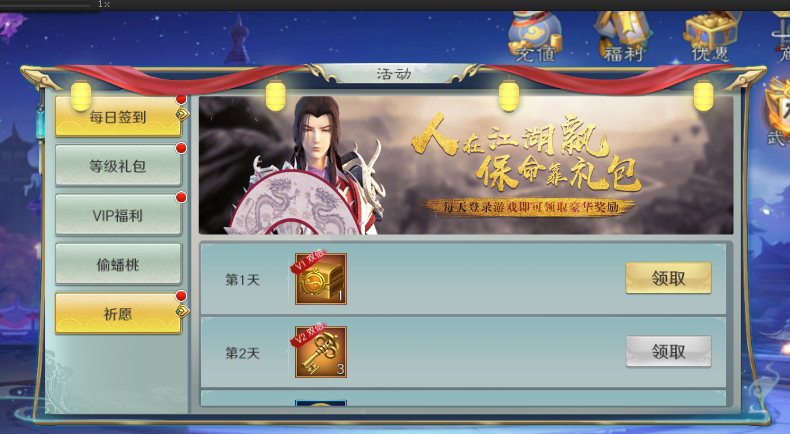 1x
充值
福利
优惠
活动
每日签到
等级礼包
VIP福利
偷蟠桃
祈愿
人在江湖飘
保命靠礼包
每天登录游戏即可领取豪华奖励
第1天
V1 双倍
1
领取
第2天
V2 双倍
3
领取
武